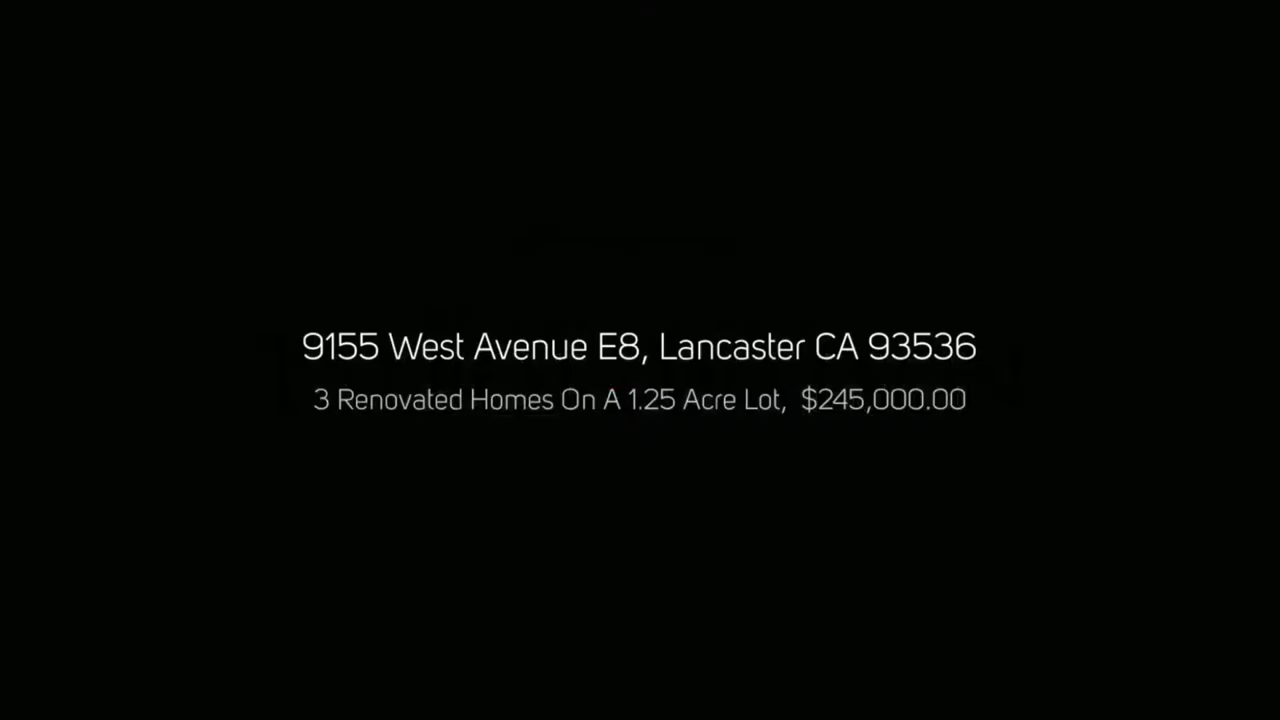 9155 West Avenue E8, Lancaster CA 93536
3 Renovated Homes On A 1.25 Acre Lot,  $245,000.00